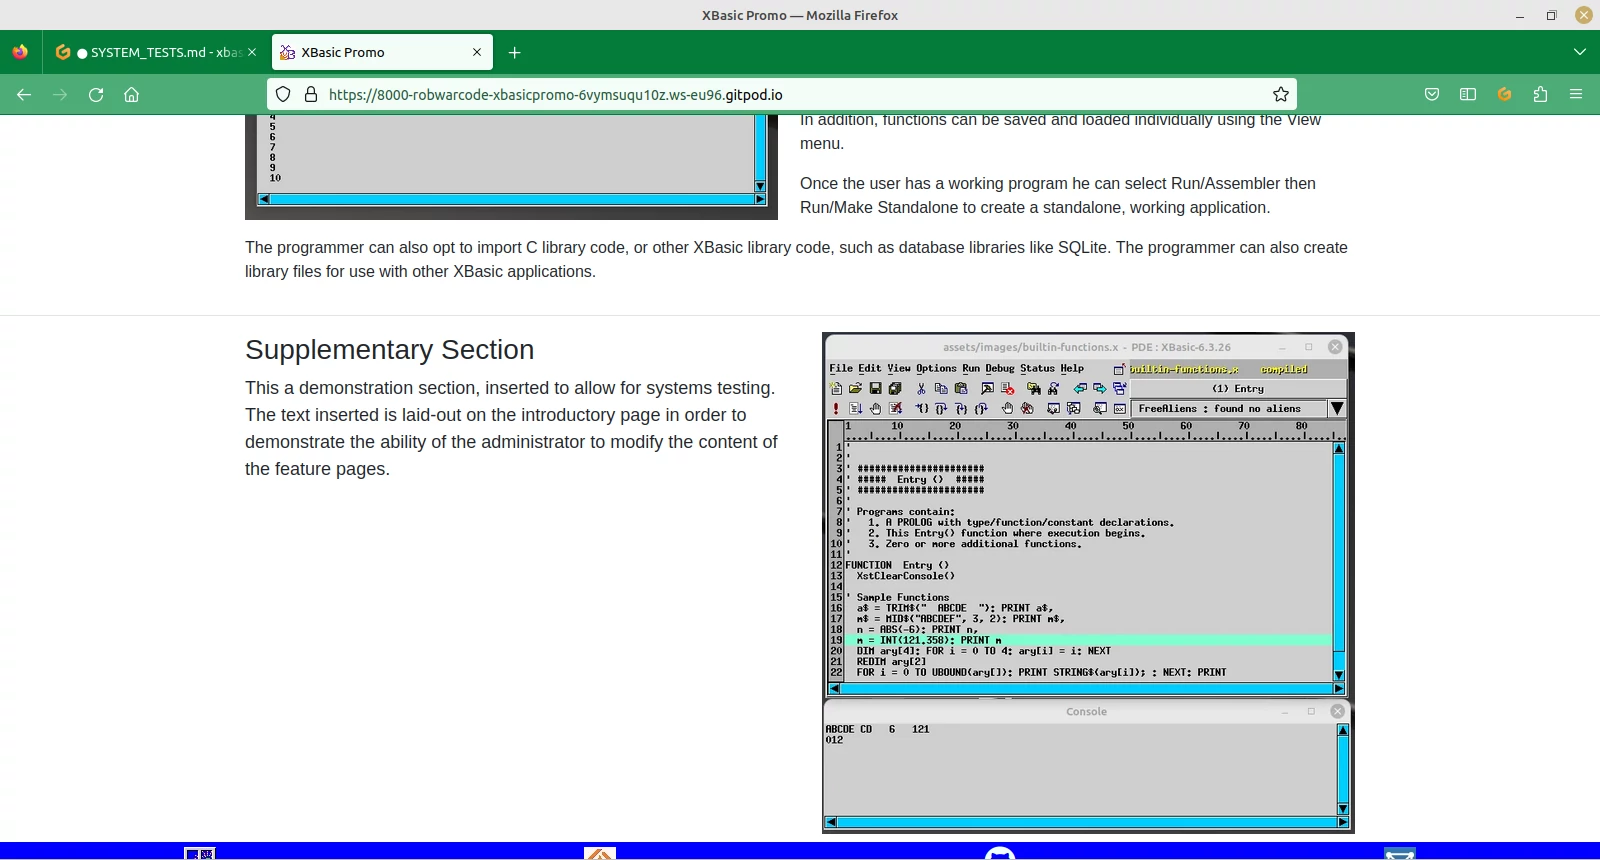 XBasic Promo — Mozilla Firefox
SYSTEM_TESTS.md - xbas
XBasic Promo
https://8000-robwarcode-xbasicpromo-6vymsuqu10z.ws-eu96.gitpod.io
4
5
6
7
8
9
10
In addition, functions can be saved and loaded individually using the View
menu.
Once the user has a working program he can select Run/Assembler then
Run/Make Standalone to create a standalone, working application.
The programmer can also opt to import C library code, or other XBasic library code, such as database libraries like SQLite. The programmer can also create
library files for use with other XBasic applications.
Supplementary Section
This a demonstration section, inserted to allow for systems testing.
The text inserted is laid-out on the introductory page in order to
demonstrate the ability of the administrator to modify the content of
the feature pages.
assets/images/builtin-functions.x - PDE : XBasic-6.3.26
File Edit View Options Run Debug Status Help
builtin-functions.x compiled
(1) Entry
FreeAliens : found no aliens
1 10 20 30 40 50 60 70 80
1 '
2 '
3 ' ######################
4 ' ##### Entry () #####
5 ' ######################
6 '
7 ' Programs contain:
8 ' 1. A PROLOG with type/function/constant declarations.
9 ' 2. This Entry() function where execution begins.
10 ' 3. Zero or more additional functions.
11 '
12 FUNCTION Entry ()
13 XstClearConsole()
14
15 ' Sample Functions
16 a$ = TRIM$(" ABCDE "): PRINT a$,
17 m$ = MID$("ABCDEF", 3, 2): PRINT m$,
18 n = ABS(-6): PRINT n,
19 m = INT(121.358): PRINT m
20 DIM ary[4]: FOR i = 0 TO 4: ary[i] = i: NEXT
21 REDIM ary[2]
22 FOR i = 0 TO UBOUND(ary[]): PRINT STRING$(ary[i]); : NEXT: PRINT
Console
ABCDE CD 6 121
012